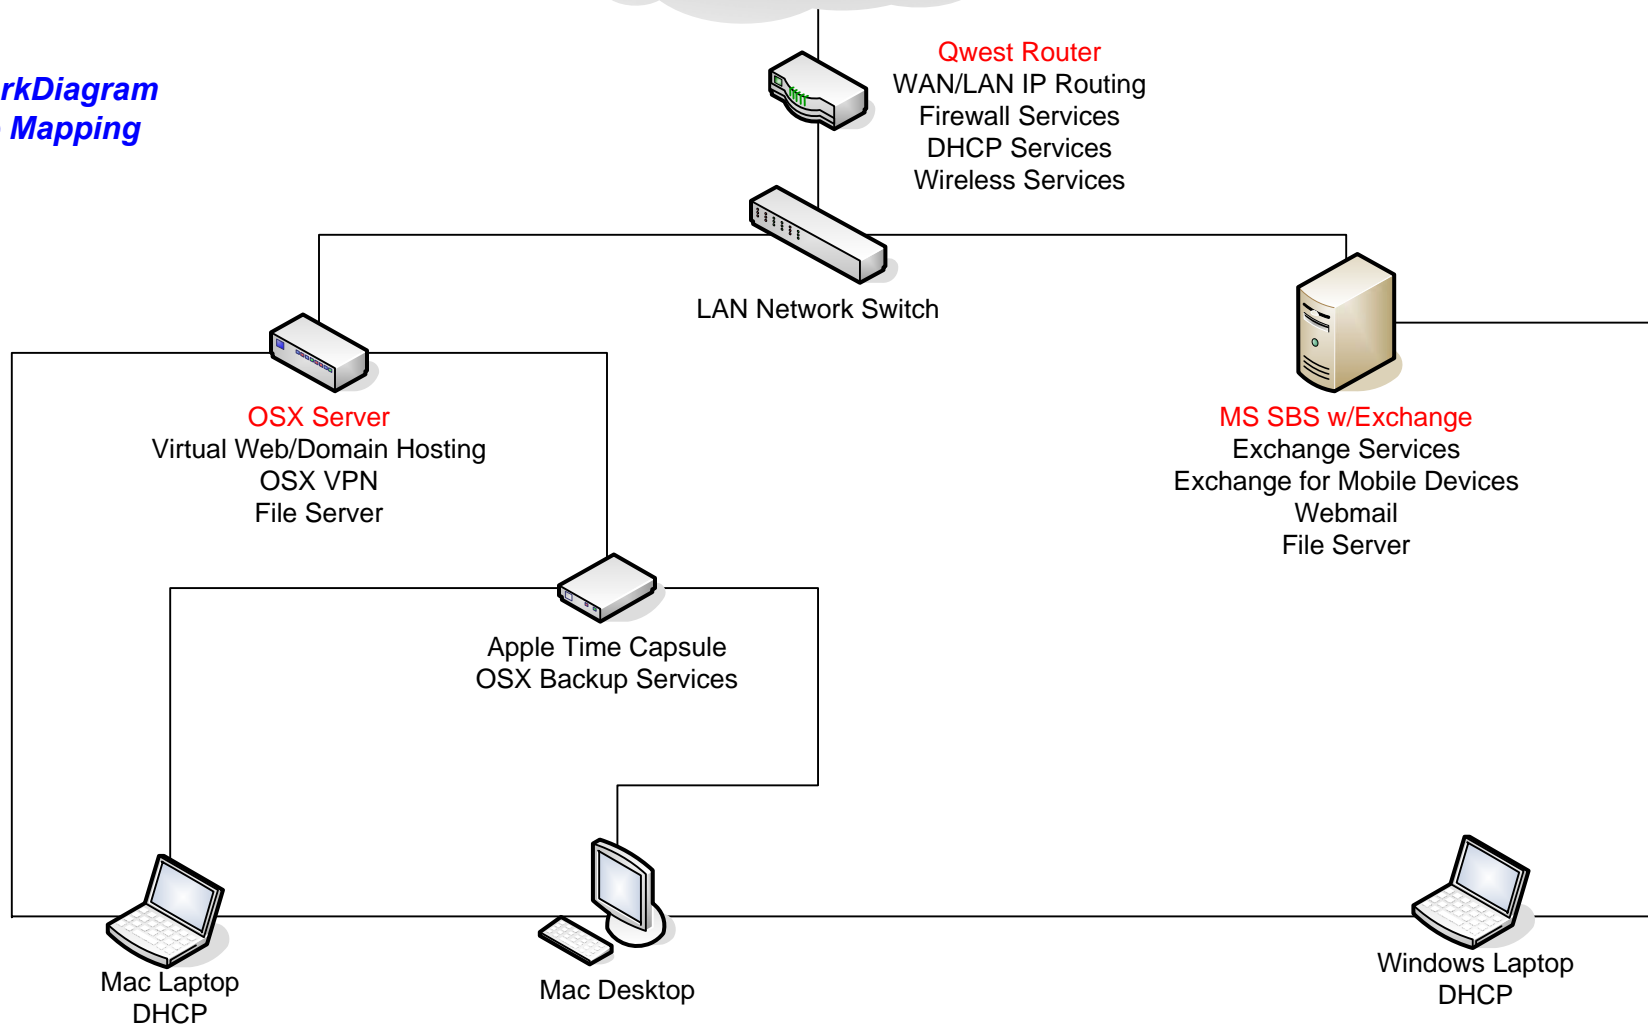 rkDiagram
Mapping
Qwest Router
WAN/LAN IP Routing
Firewall Services
DHCP Services
Wireless Services
LAN Network Switch
OSX Server
Virtual Web/Domain Hosting
OSX VPN
File Server
MS SBS w/Exchange
Exchange Services
Exchange for Mobile Devices
Webmail
File Server
Apple Time Capsule
OSX Backup Services
Mac Laptop
DHCP
Mac Desktop
Windows Laptop
DHCP